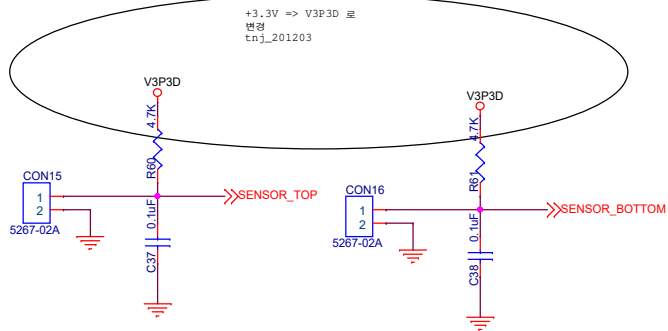 +3.3V => V3P3D 로
변경
tnj_201203
V3P3D
4.7K
R60
CON15
1
2
5267-02A
SENSOR_TOP
0.1uF
C37
V3P3D
4.7K
R61
CON16
1
2
5267-02A
SENSOR_BOTTOM
0.1uF
C38